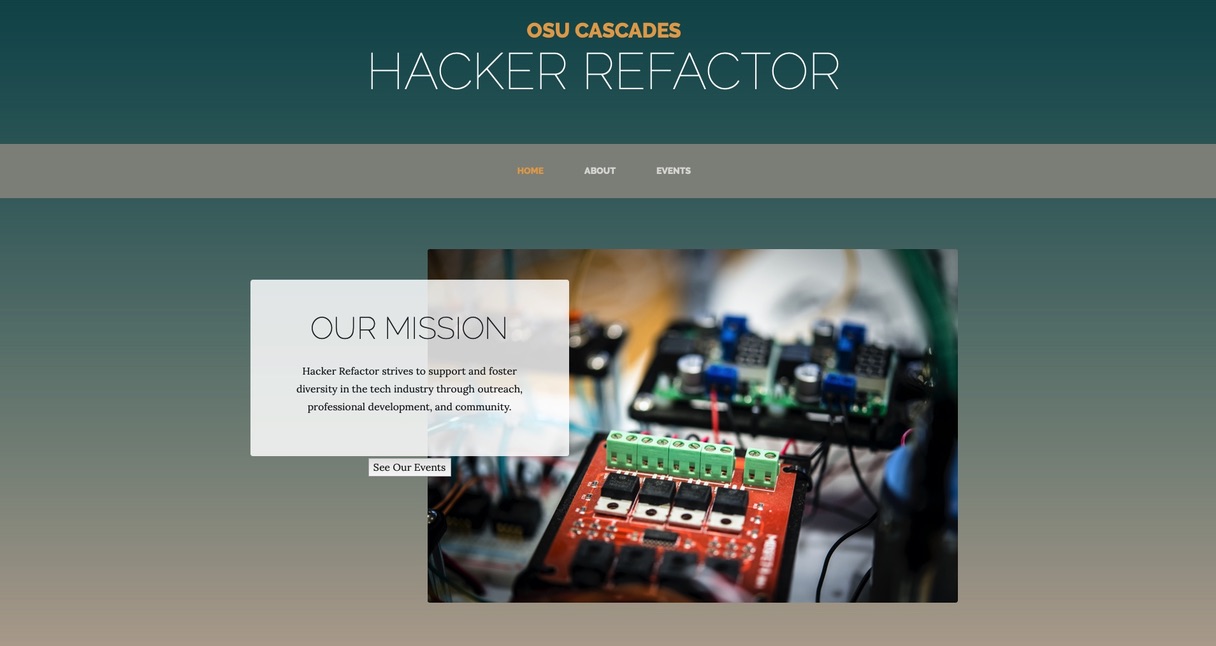 OSU CASCADES
HACKER REFACTOR
HOME ABOUT EVENTS
OUR MISSION
Hacker Refactor strives to support and foster
diversity in the tech industry through outreach,
professional development, and community.
See Our Events